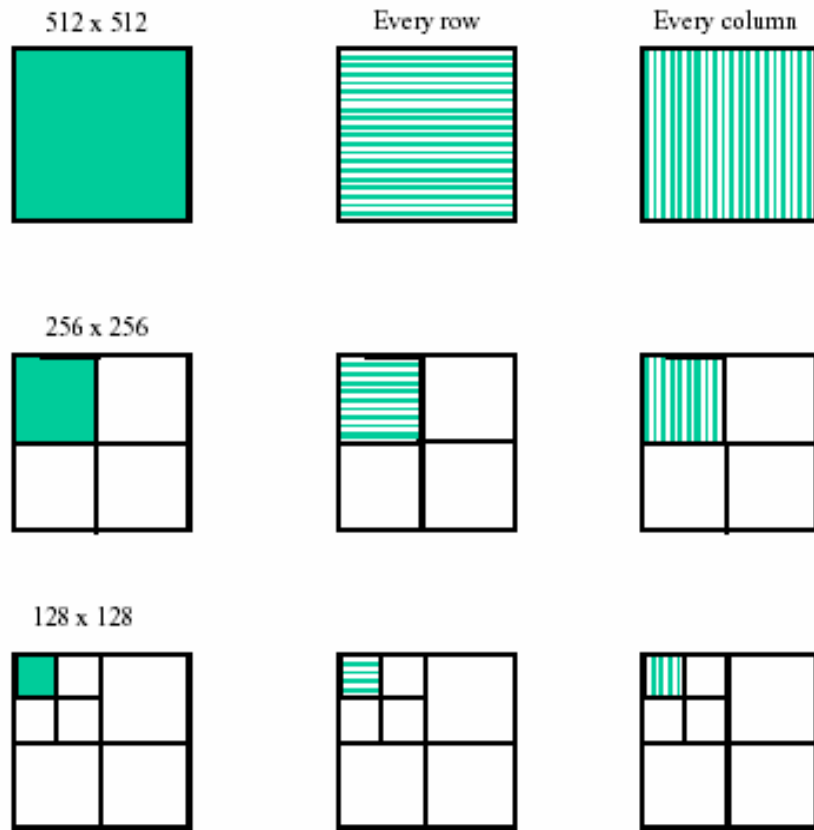 512 x 512
Every row
Every column
256 x 256
128 x 128